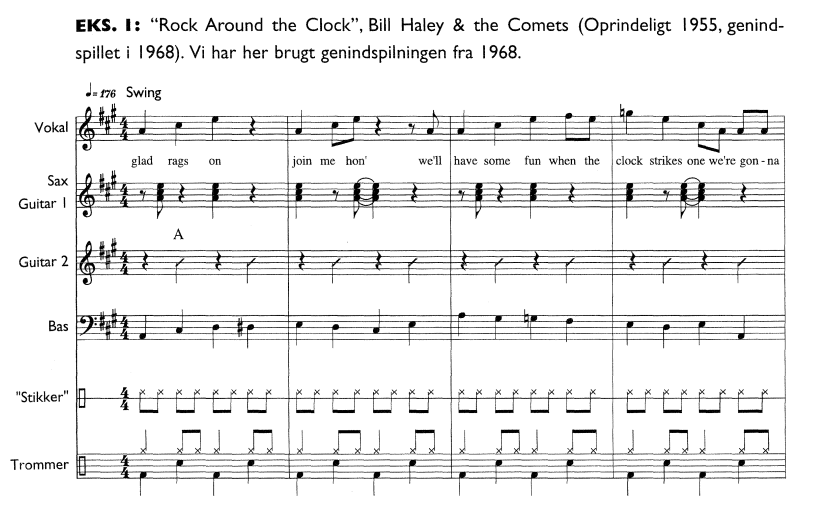 EKS. 1: “Rock Around the Clock”, Bill Haley & the Comets (Oprindeligt 1955, genind-
spillet i 1968). Vi har her brugt genindspilningen fra 1968.
♩= 176 Swing
Vokal
glad rags on join me hon' we'll have some fun when the clock strikes one we're gon - na
Sax
Guitar 1
A
Guitar 2
Bas
"Stikker"
Trommer